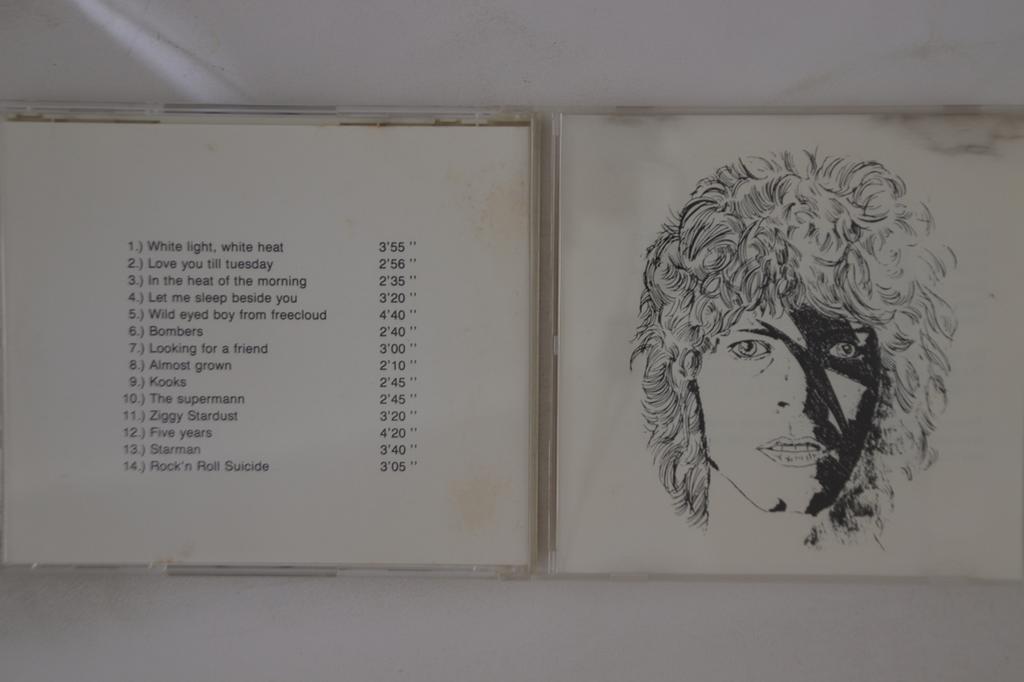 1.) White light, white heat 3'55 ''
2.) Love you till tuesday 2'56 ''
3.) In the heat of the morning 2'35 ''
4.) Let me sleep beside you 3'20 ''
5.) Wild eyed boy from freecloud 4'40 ''
6.) Bombers 2'40 ''
7.) Looking for a friend 3'00 ''
8.) Almost grown 2'10 ''
9.) Kooks 2'45 ''
10.) The supermann 2'45 ''
11.) Ziggy Stardust 3'20 ''
12.) Five years 4'20 ''
13.) Starman 3'40 ''
14.) Rock'n Roll Suicide 3'05 ''